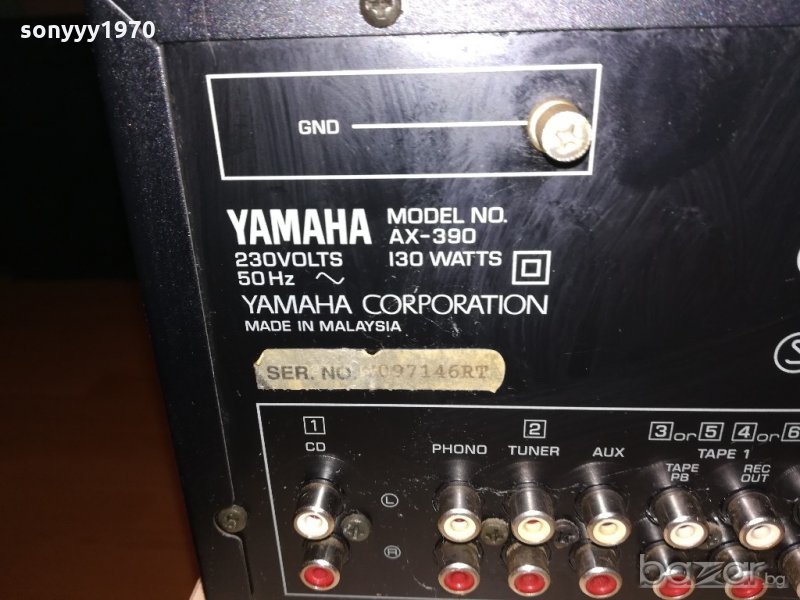 sonyyy1970
GND
YAMAHA
MODEL NO.
AX-390
230VOLTS
130 WATTS
50Hz
YAMAHA CORPORATION
MADE IN MALAYSIA
SER. NO 097146RT
1
2
3 or 5
4 or 6
CD
PHONO
TUNER
AUX
TAPE 1
TAPE PB
REC OUT
L
R
bazar.bg